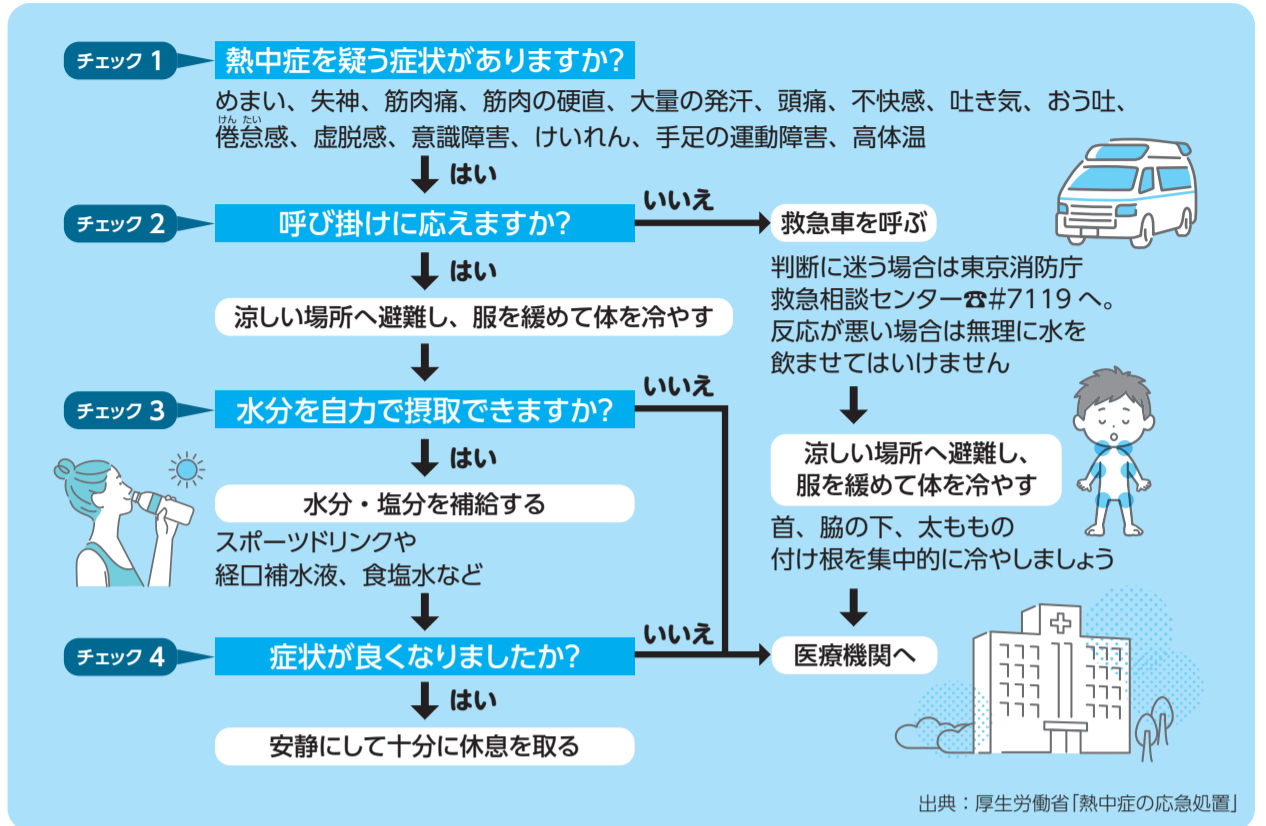 チェック 1
熱中症を疑う症状がありますか?
めまい、失神、筋肉痛、筋肉の硬直、大量の発汗、頭痛、不快感、吐き気、おう吐、
けん たい
倦怠感、虚脱感、意識障害、けいれん、手足の運動障害、高体温
はい
チェック 2
呼び掛けに応えますか?
いいえ
救急車を呼ぶ
判断に迷う場合は東京消防庁
救急相談センター☎#7119 へ。
反応が悪い場合は無理に水を
飲ませてはいけません
はい
涼しい場所へ避難し、服を緩めて体を冷やす
チェック 3
水分を自力で摂取できますか?
いいえ
はい
水分・塩分を補給する
スポーツドリンクや
経口補水液、食塩水など
涼しい場所へ避難し、
服を緩めて体を冷やす
首、脇の下、太ももの
付け根を集中的に冷やしましょう
チェック 4
症状が良くなりましたか?
いいえ
医療機関へ
はい
安静にして十分に休息を取る
出典:厚生労働省「熱中症の応急処置」